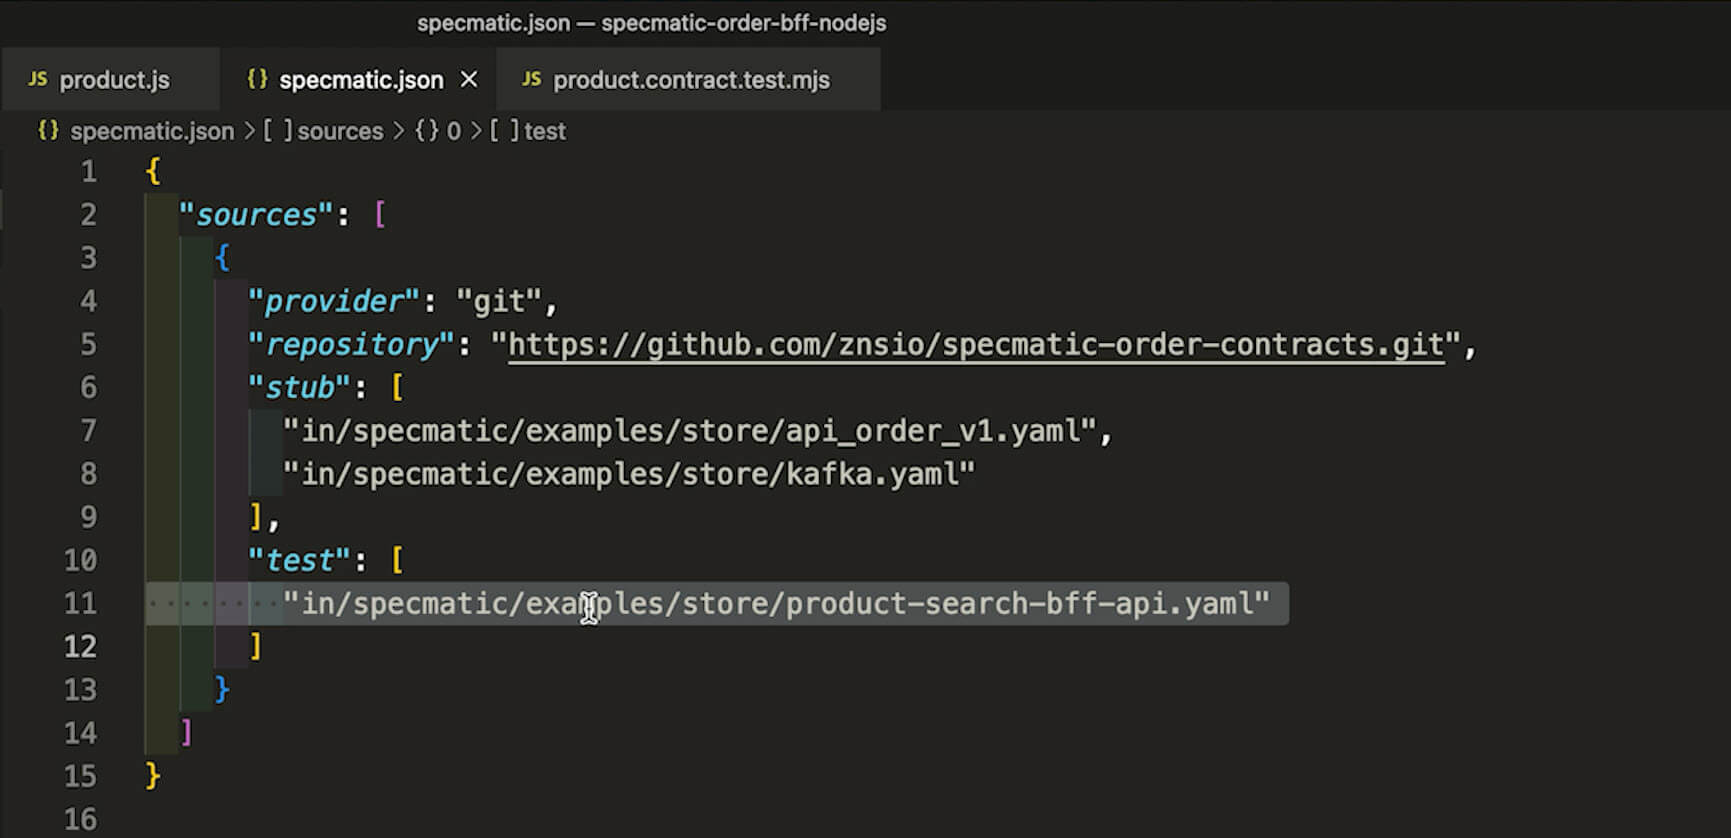 specmatic.json — specmatic-order-bff-nodejs
JS product.js {} specmatic.json × JS product.contract.test.mjs
{} specmatic.json > [ ] sources > {} 0 > [ ] test
1 {
2 "sources": [
3 {
4 "provider": "git",
5 "repository": "https://github.com/znsio/specmatic-order-contracts.git",
6 "stub": [
7 "in/specmatic/examples/store/api_order_v1.yaml",
8 "in/specmatic/examples/store/kafka.yaml"
9 ],
10 "test": [
11 "in/specmatic/examples/store/product-search-bff-api.yaml"
12 ]
13 }
14 ]
15 }
16